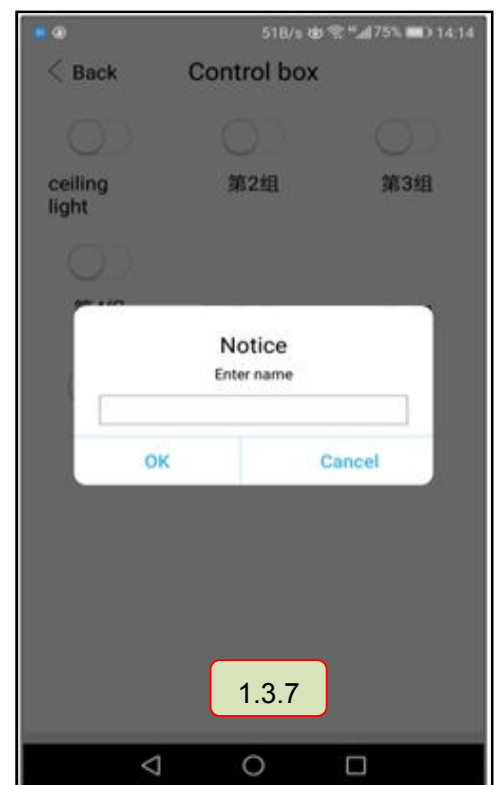 51B/s 75% 14:14
Back Control box
ceiling light 第2组 第3组
Notice
Enter name
OK Cancel
1.3.7